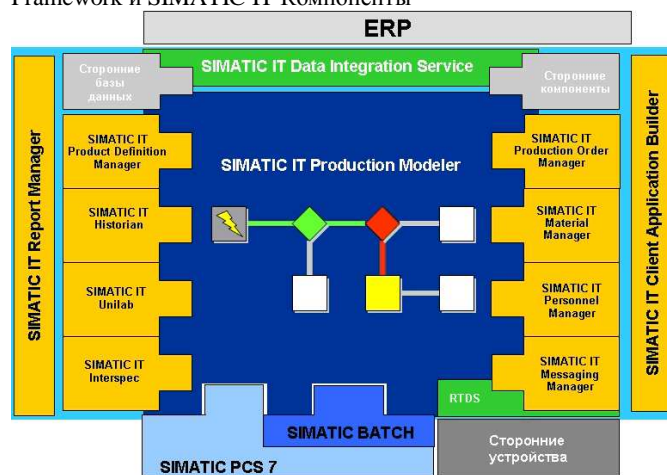 Framework и SIMATIC IT Компоненты
ERP
SIMATIC IT Data Integration Service
Сторонние
базы
данных
Сторонние
компоненты
SIMATIC IT Report Manager
SIMATIC IT
Product Definition
Manager
SIMATIC IT
Historian
SIMATIC IT
Unilab
SIMATIC IT
Interspec
SIMATIC IT Production Modeler
SIMATIC IT
Production Order
Manager
SIMATIC IT
Material
Manager
SIMATIC IT
Personnel
Manager
SIMATIC IT
Messaging
Manager
SIMATIC IT Client Application Builder
RTDS
SIMATIC BATCH
SIMATIC PCS 7
Сторонние
устройства